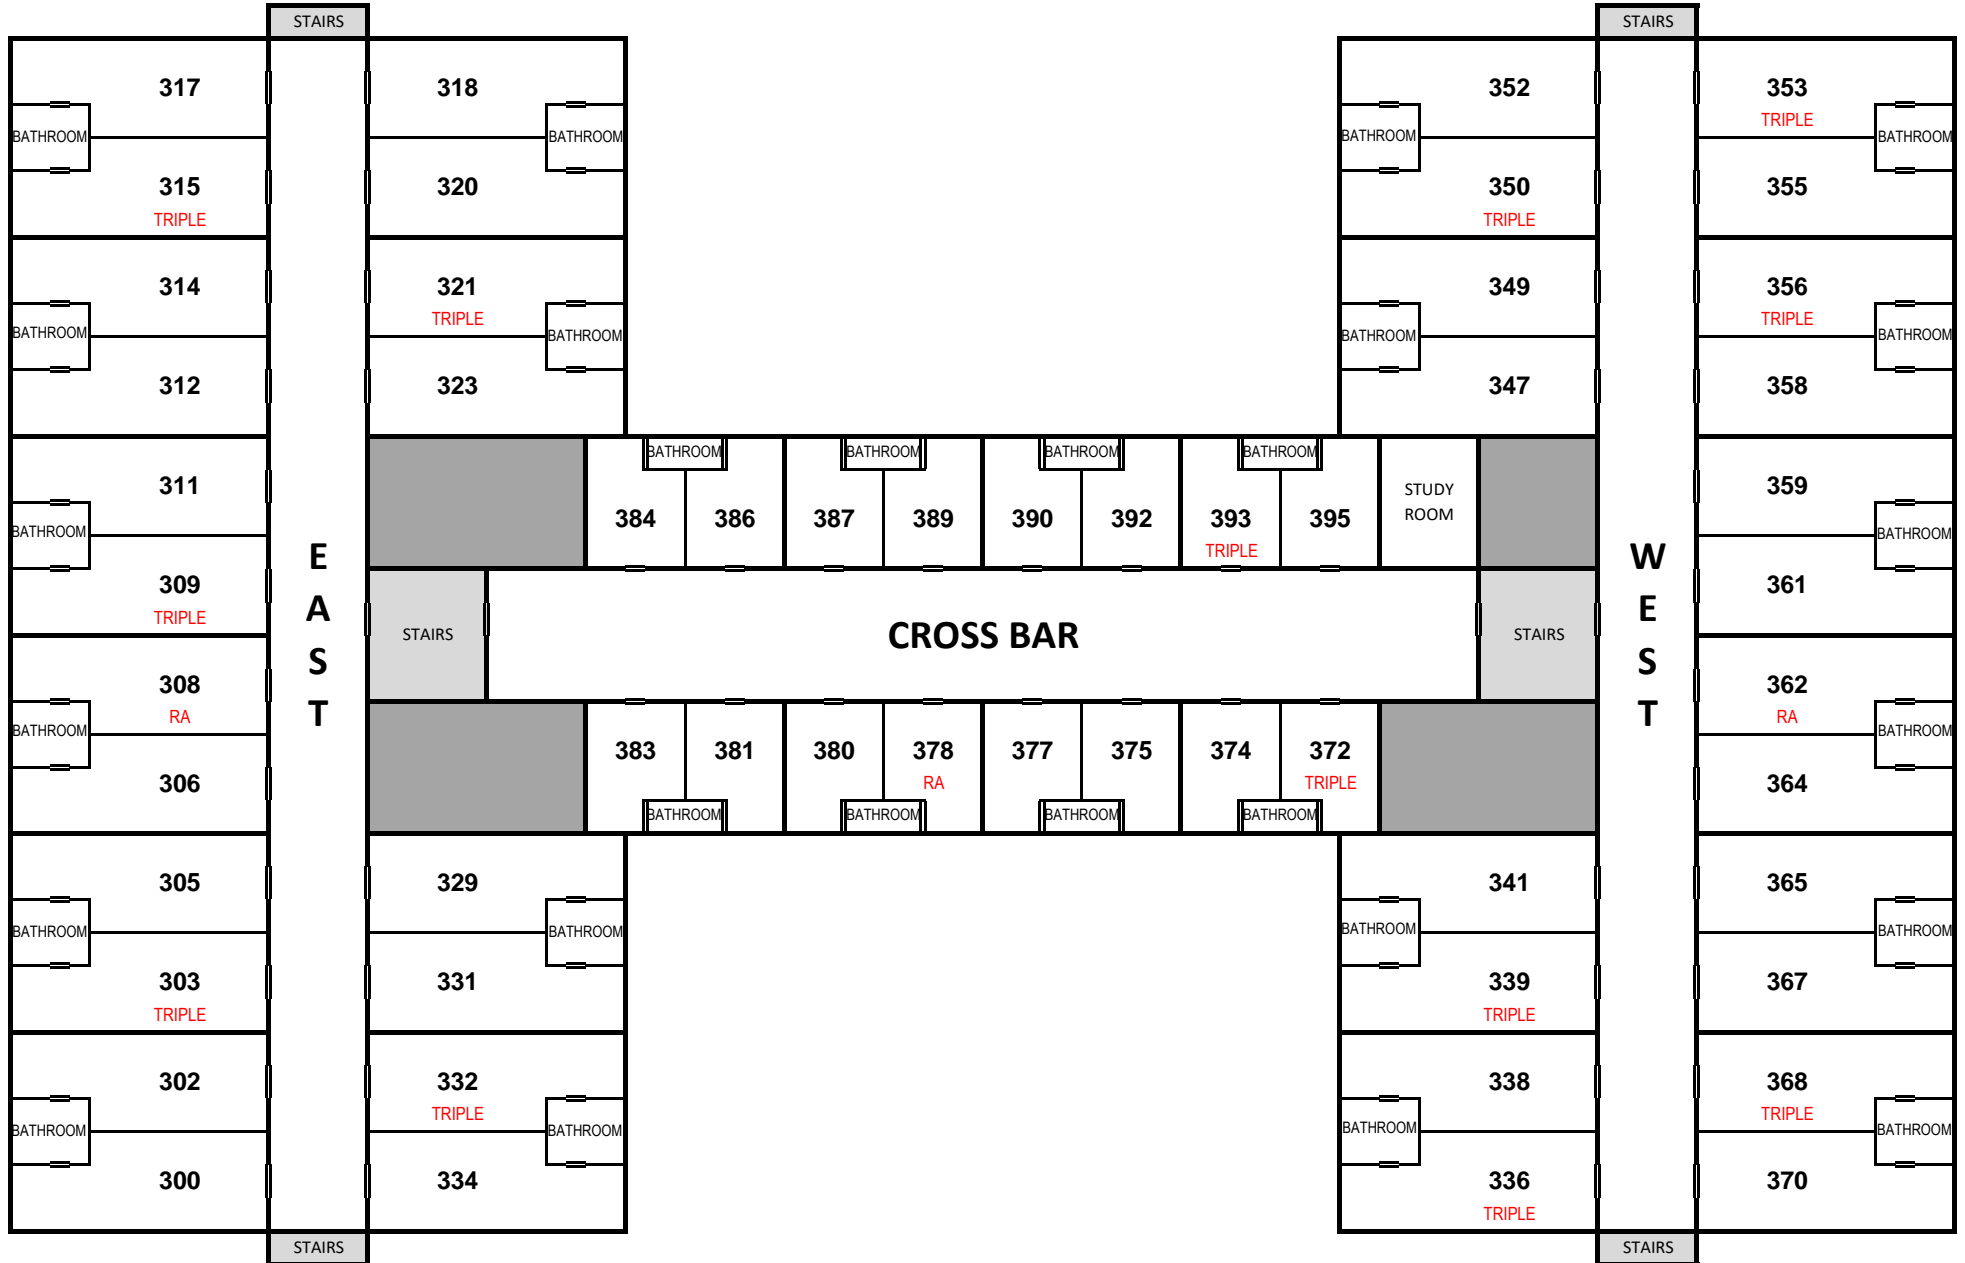 STAIRS
STAIRS
317
318
352
353
TRIPLE
BATHROOM
BATHROOM
BATHROOM
BATHROOM
315
TRIPLE
320
350
TRIPLE
355
314
321
TRIPLE
349
356
TRIPLE
BATHROOM
BATHROOM
BATHROOM
BATHROOM
312
323
347
358
BATHROOM
BATHROOM
BATHROOM
BATHROOM
311
359
384
386
387
389
390
392
393
TRIPLE
395
STUDY
ROOM
BATHROOM
BATHROOM
309
TRIPLE
361
E
A
S
T
STAIRS
CROSS BAR
STAIRS
W
E
S
T
308
RA
362
RA
BATHROOM
BATHROOM
383
381
380
378
RA
377
375
374
372
TRIPLE
306
364
BATHROOM
BATHROOM
BATHROOM
BATHROOM
305
329
341
365
BATHROOM
BATHROOM
BATHROOM
BATHROOM
303
TRIPLE
331
339
TRIPLE
367
302
332
TRIPLE
338
368
TRIPLE
BATHROOM
BATHROOM
BATHROOM
BATHROOM
300
334
336
TRIPLE
370
STAIRS
STAIRS